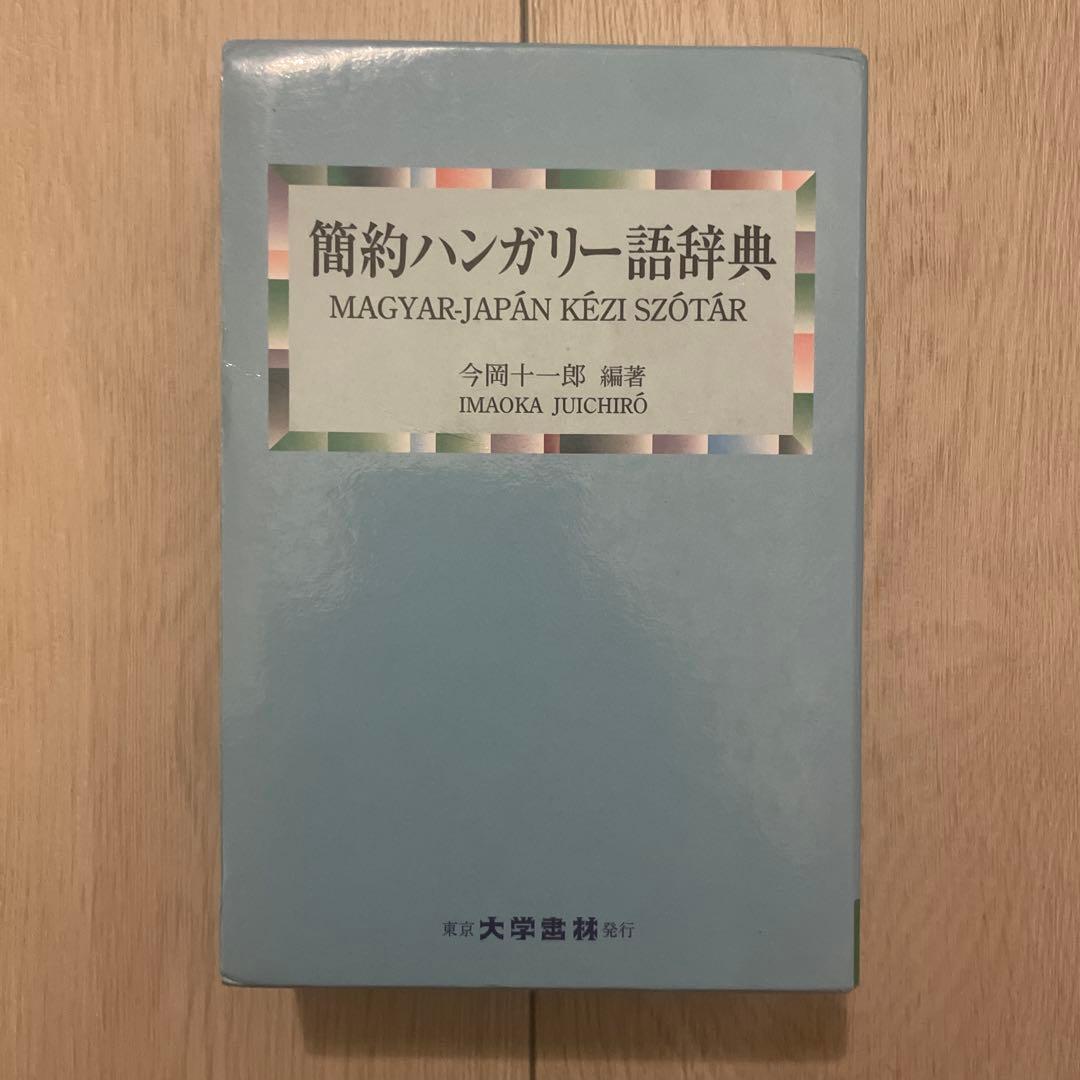 簡約ハンガリー語辞典
MAGYAR-JAPÁN KÉZI SZÓTÁR
今岡十一郎 編著
IMAOKA JUICHIRÓ
東京 大学書林 発行